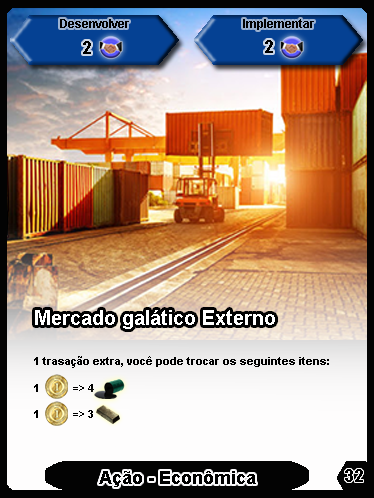 Desenvolver
2
Implementar
2
Mercado galático Externo
1 trasação extra, você pode trocar os seguintes itens:
1 => 4
1 => 3
Ação - Econômica
32